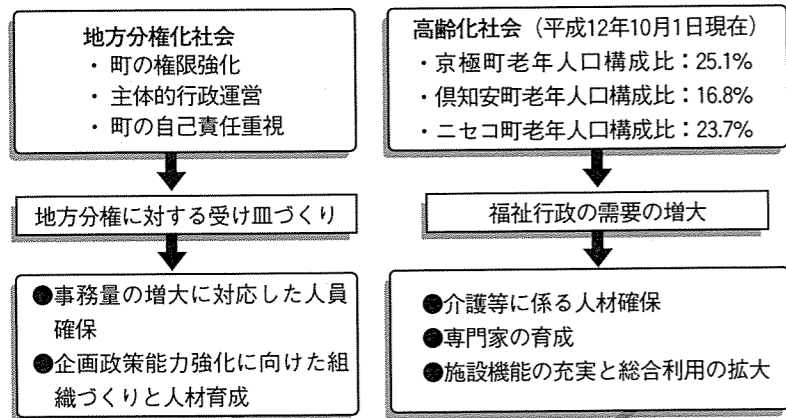 地方分権化社会
・ 町の権限強化
・ 主体的行政運営
・ 町の自己責任重視
地方分権に対する受け皿づくり
●事務量の増大に対応した人員
確保
●企画政策能力強化に向けた組
織づくりと人材育成
高齢化社会（平成12年10月1日現在）
・京極町老年人口構成比：25.1%
・倶知安町老年人口構成比：16.8%
・ニセコ町老年人口構成比：23.7%
福祉行政の需要の増大
●介護等に係る人材確保
●専門家の育成
●施設機能の充実と総合利用の拡大